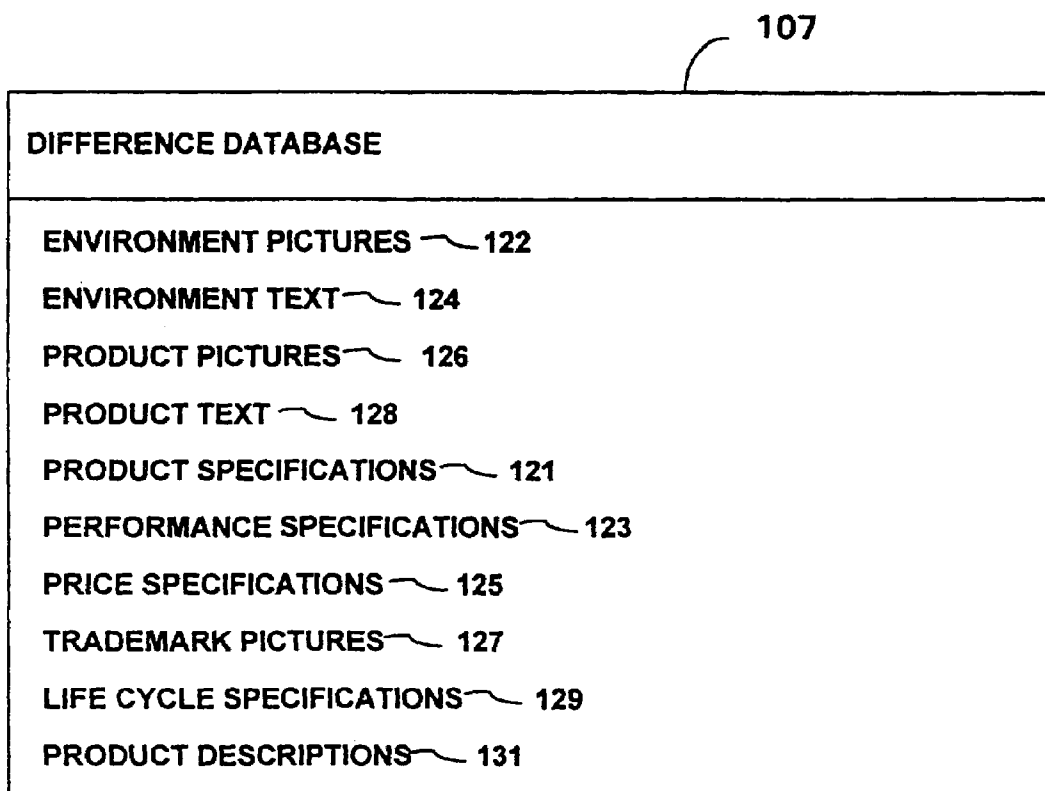 107
DIFFERENCE DATABASE
ENVIRONMENT PICTURES 122
ENVIRONMENT TEXT 124
PRODUCT PICTURES 126
PRODUCT TEXT 128
PRODUCT SPECIFICATIONS 121
PERFORMANCE SPECIFICATIONS 123
PRICE SPECIFICATIONS 125
TRADEMARK PICTURES 127
LIFE CYCLE SPECIFICATIONS 129
PRODUCT DESCRIPTIONS 131